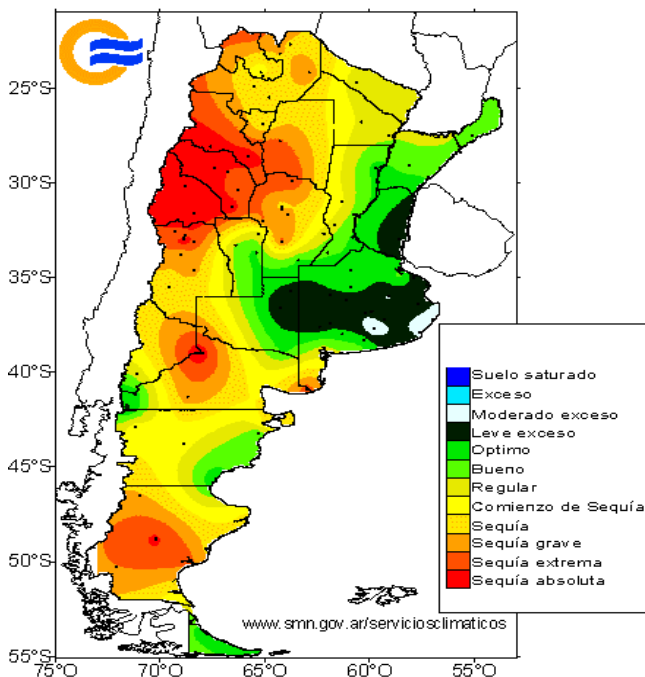 25°S
30°S
35°S
40°S
45°S
50°S
55°S
75°O
70°O
65°O
60°O
55°O
Suelo saturado
Exceso
Moderado exceso
Leve exceso
Optimo
Bueno
Regular
Comienzo de Sequía
Sequía
Sequía grave
Sequía extrema
Sequía absoluta
www.smn.gov.ar/serviciosclimaticos